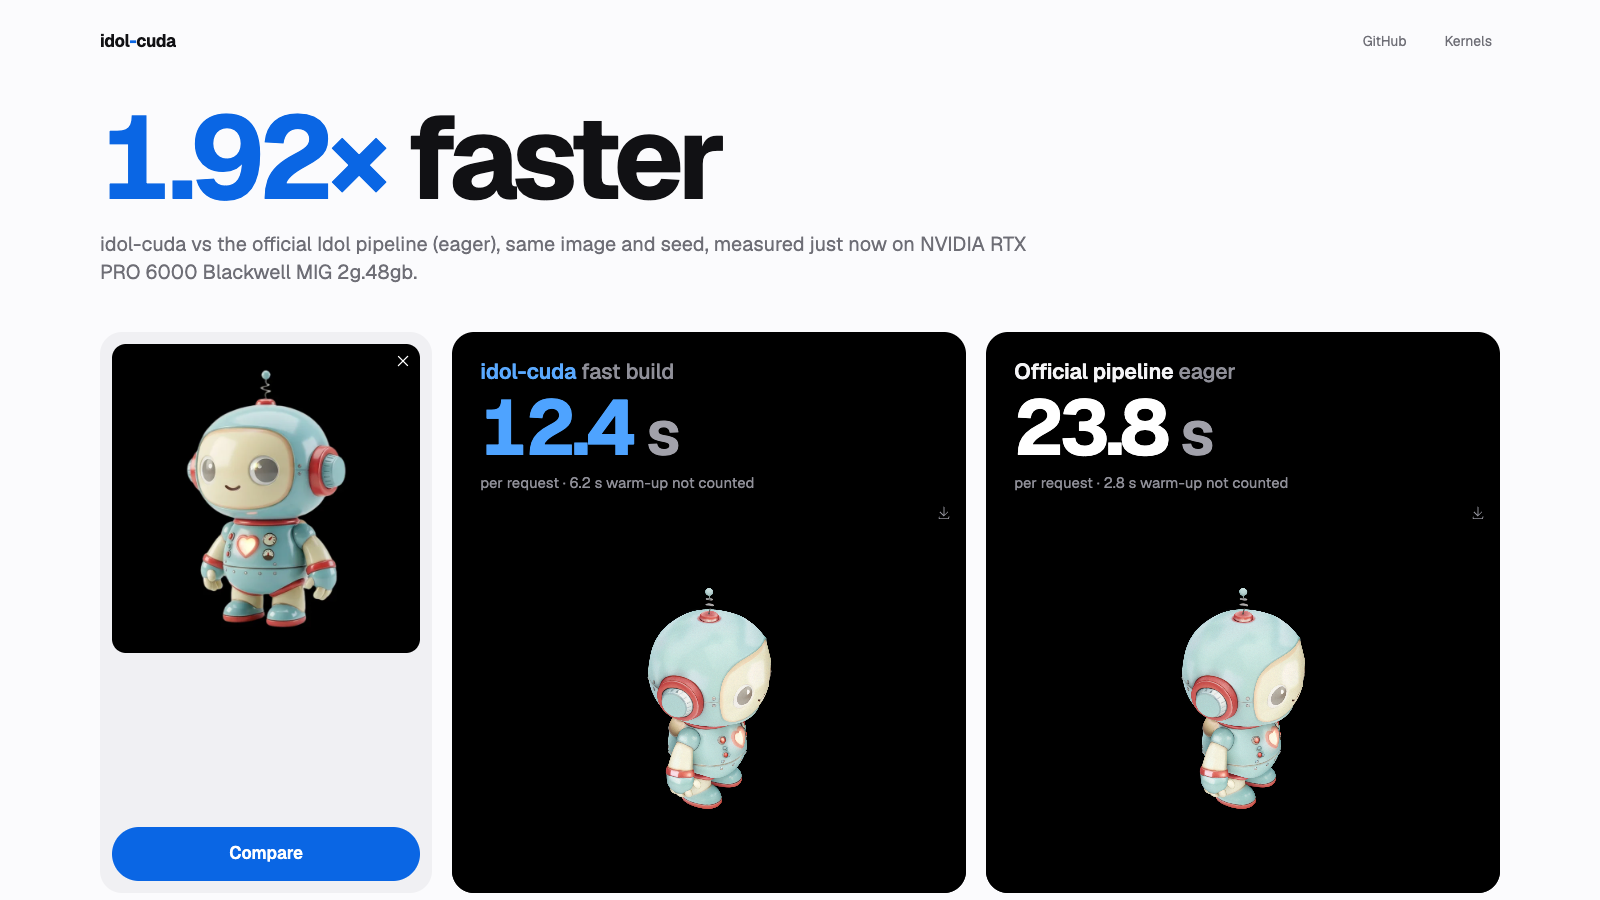 idol-cuda
GitHub
Kernels
1.92× faster
idol-cuda vs the official Idol pipeline (eager), same image and seed, measured just now on NVIDIA RTX
PRO 6000 Blackwell MIG 2g.48gb.
Compare
idol-cuda fast build
12.4 s
per request · 6.2 s warm-up not counted
Official pipeline eager
23.8 s
per request · 2.8 s warm-up not counted